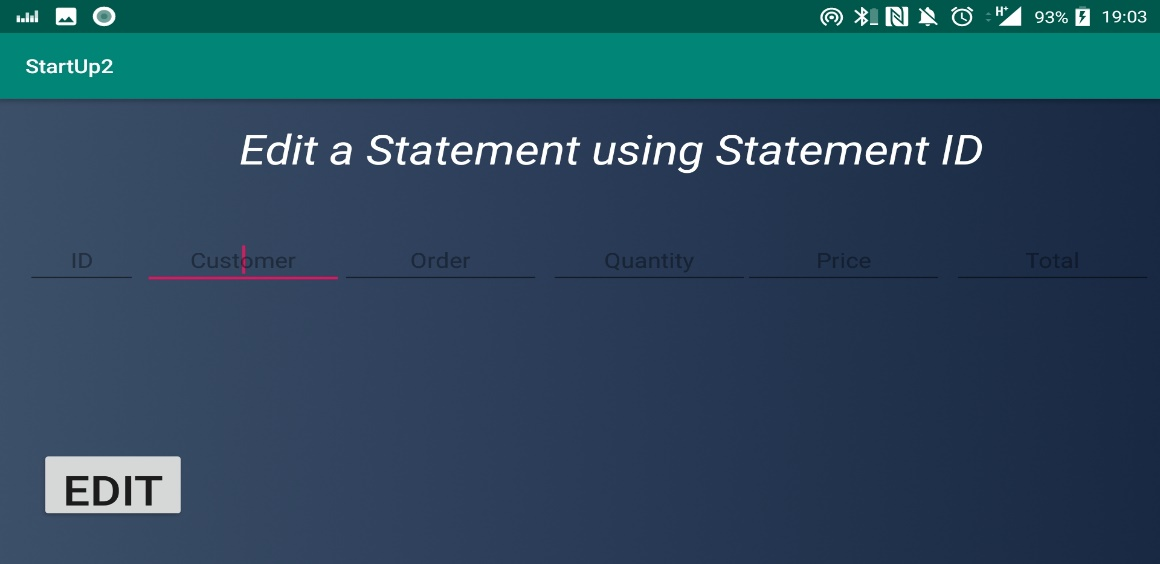 H+ 93% 19:03
StartUp2
Edit a Statement using Statement ID
ID Customer Order Quantity Price Total
EDIT